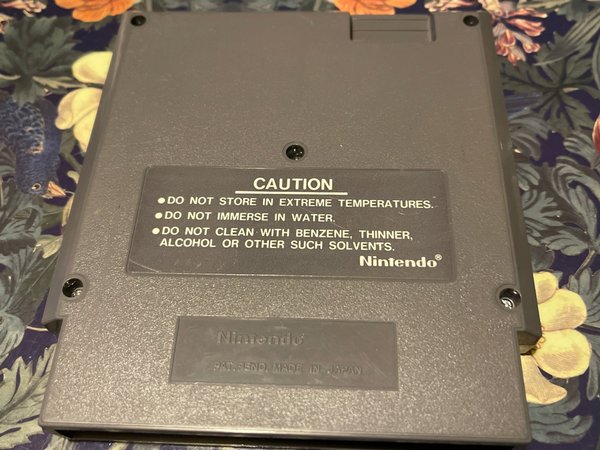 CAUTION
●DO NOT STORE IN EXTREME TEMPERATURES.
●DO NOT IMMERSE IN WATER.
●DO NOT CLEAN WITH BENZENE, THINNER,
ALCOHOL OR OTHER SUCH SOLVENTS.
Nintendo®
Nintendo
PAT. PEND. MADE IN JAPAN